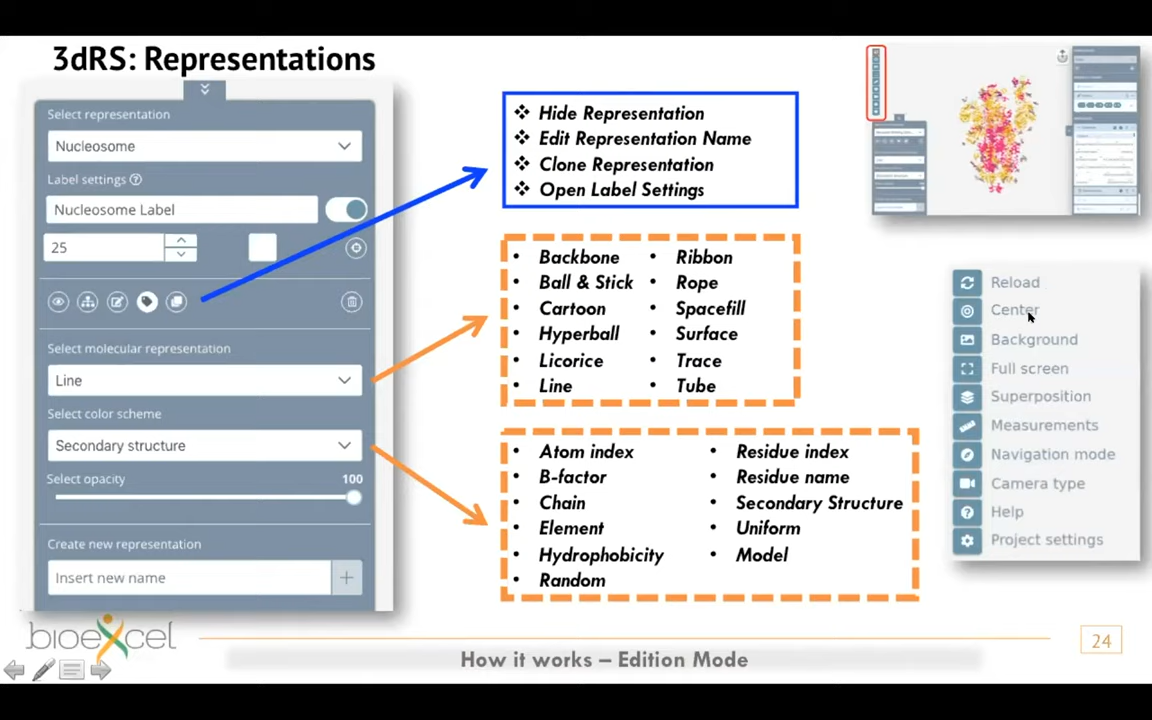 3dRS: Representations
Select representation
Nucleosome
Label settings ?
Nucleosome Label
25
Select molecular representation
Line
Select color scheme
Secondary structure
Select opacity 100
Create new representation
Insert new name +
❖ Hide Representation
❖ Edit Representation Name
❖ Clone Representation
❖ Open Label Settings
• Backbone • Ribbon
• Ball & Stick • Rope
• Cartoon • Spacefill
• Hyperball • Surface
• Licorice • Trace
• Line • Tube
• Atom index • Residue index
• B-factor • Residue name
• Chain • Secondary Structure
• Element • Uniform
• Hydrophobicity • Model
• Random
Reload
Center
Background
Full screen
Superposition
Measurements
Navigation mode
Camera type
Help
Project settings
bioexcel
How it works – Edition Mode
24